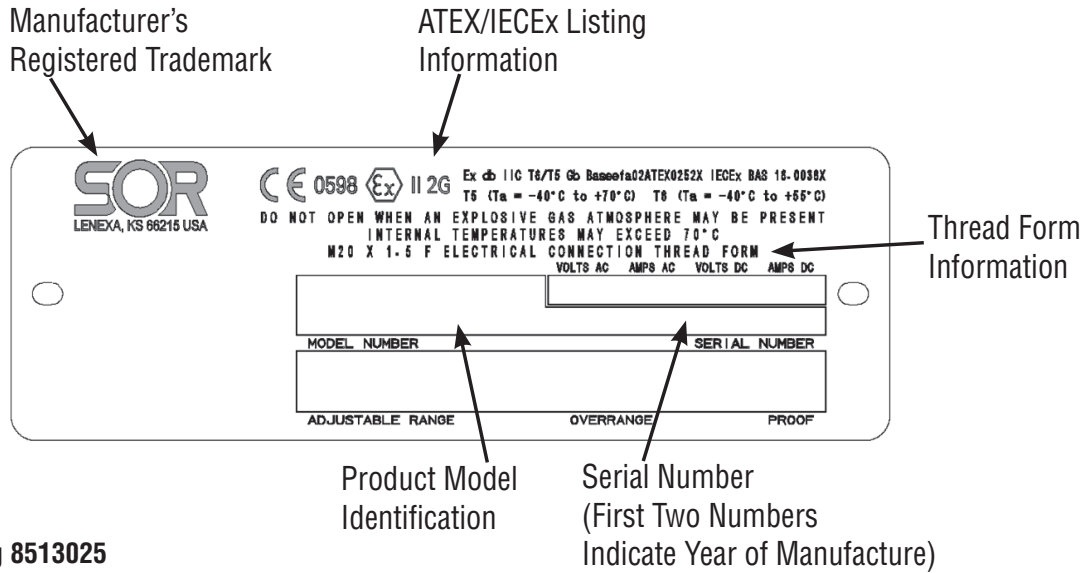 Manufacturer's
Registered Trademark
ATEX/IECEx Listing
Information
SOR
LENEXA, KS 66215 USA
CE 0598 Ex II 2G
Ex db IIC T6/T5 Gb Baseefa02ATEX0252X IECEx BAS 16.0038X
T5 (Ta = -40°C to +70°C) T6 (Ta = -40°C to +55°C)
DO NOT OPEN WHEN AN EXPLOSIVE GAS ATMOSPHERE MAY BE PRESENT
INTERNAL TEMPERATURES MAY EXCEED 70°C
M20 X 1.5 F ELECTRICAL CONNECTION THREAD FORM
Thread Form
Information
VOLTS AC AMPS AC VOLTS DC AMPS DC
MODEL NUMBER SERIAL NUMBER
ADJUSTABLE RANGE OVERRANGE PROOF
Product Model
Identification
Serial Number
(First Two Numbers
Indicate Year of Manufacture)
8513025